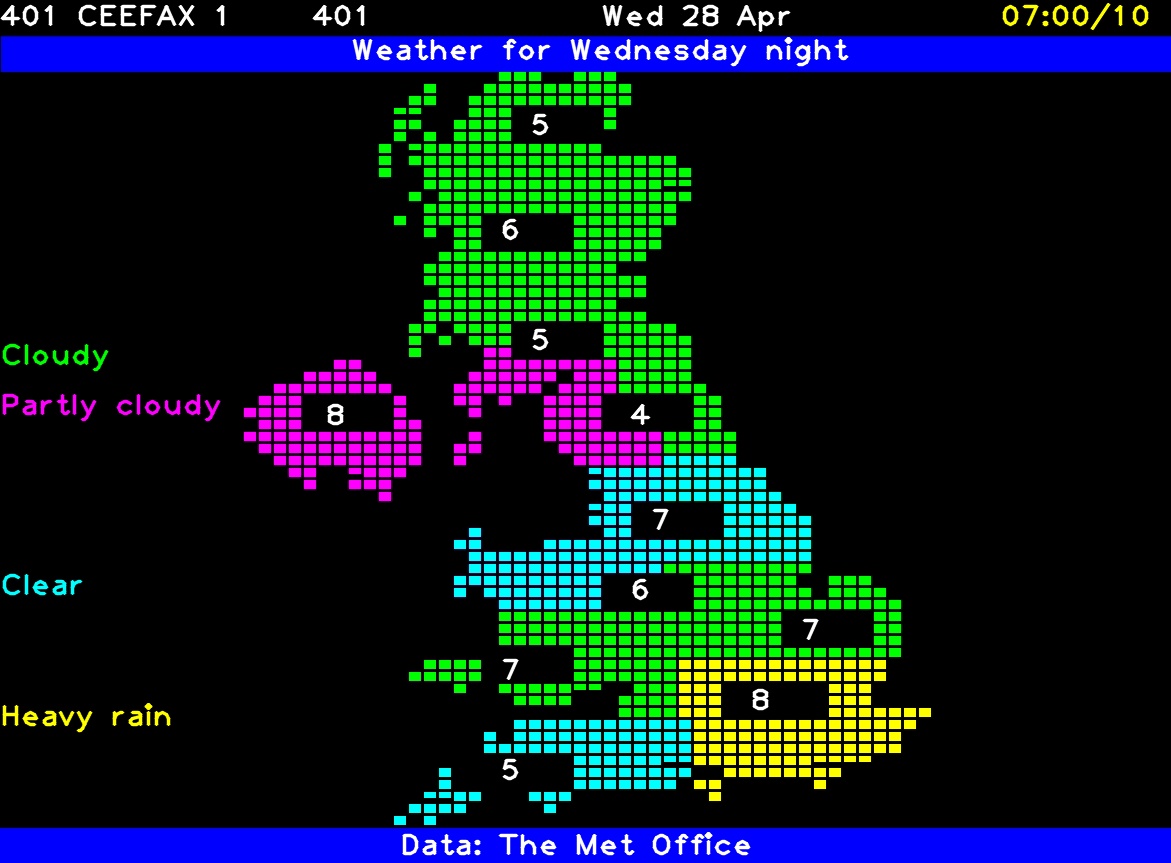 401 CEEFAX 1 401 Wed 28 Apr 07:00/10
Weather for Wednesday night
5
6
5
Cloudy
Partly cloudy
8 4
7
Clear
6
7
7
8
Heavy rain
5
Data: The Met Office